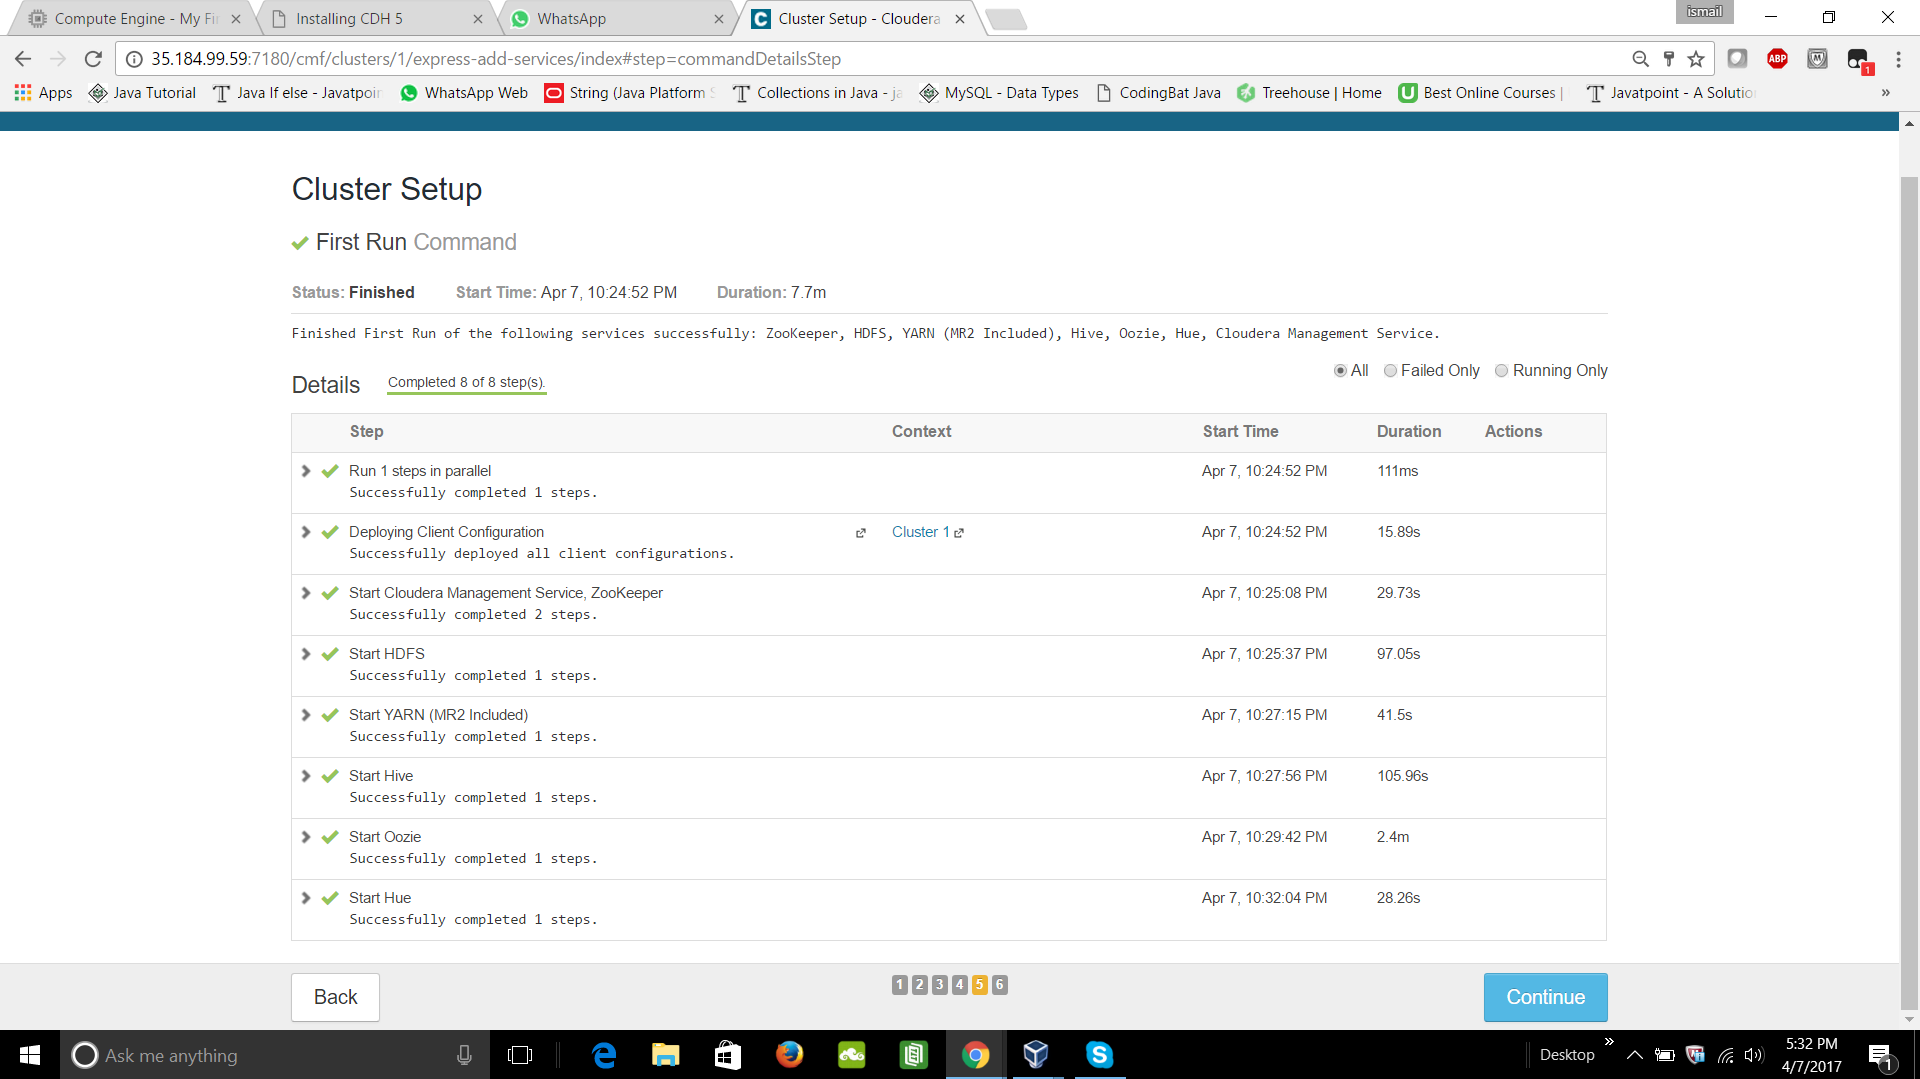 Compute Engine - My Fi
Installing CDH 5
WhatsApp
Cluster Setup - Cloudera
ismail
35.184.99.59:7180/cmf/clusters/1/express-add-services/index#step=commandDetailsStep
ABP
1
Apps
Java Tutorial
Java If else - Javatpoin
WhatsApp Web
String (Java Platform S
Collections in Java - ja
MySQL - Data Types
CodingBat Java
Treehouse | Home
Best Online Courses |
Javatpoint - A Solutio
»
Cluster Setup
First Run Command
Status: Finished Start Time: Apr 7, 10:24:52 PM Duration: 7.7m
Finished First Run of the following services successfully: ZooKeeper, HDFS, YARN (MR2 Included), Hive, Oozie, Hue, Cloudera Management Service.
Details Completed 8 of 8 step(s).
All Failed Only Running Only
Step Context Start Time Duration Actions
Run 1 steps in parallel Apr 7, 10:24:52 PM 111ms
Successfully completed 1 steps.
Deploying Client Configuration Cluster 1 Apr 7, 10:24:52 PM 15.89s
Successfully deployed all client configurations.
Start Cloudera Management Service, ZooKeeper Apr 7, 10:25:08 PM 29.73s
Successfully completed 2 steps.
Start HDFS Apr 7, 10:25:37 PM 97.05s
Successfully completed 1 steps.
Start YARN (MR2 Included) Apr 7, 10:27:15 PM 41.5s
Successfully completed 1 steps.
Start Hive Apr 7, 10:27:56 PM 105.96s
Successfully completed 1 steps.
Start Oozie Apr 7, 10:29:42 PM 2.4m
Successfully completed 1 steps.
Start Hue Apr 7, 10:32:04 PM 28.26s
Successfully completed 1 steps.
Back
1 2 3 4 5 6
Continue
Ask me anything
Desktop
»
5:32 PM
4/7/2017
1